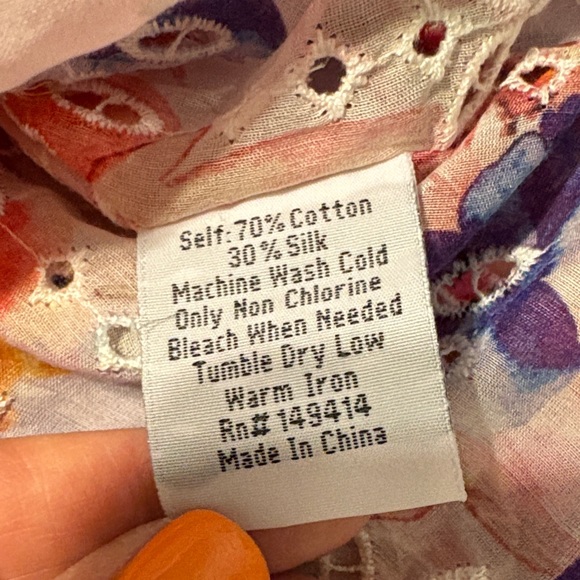 Self: 70% Cotton
30% Silk
Machine Wash Cold
Only Non Chlorine
Bleach When Needed
Tumble Dry Low
Warm Iron
Rn# 149414
Made In China